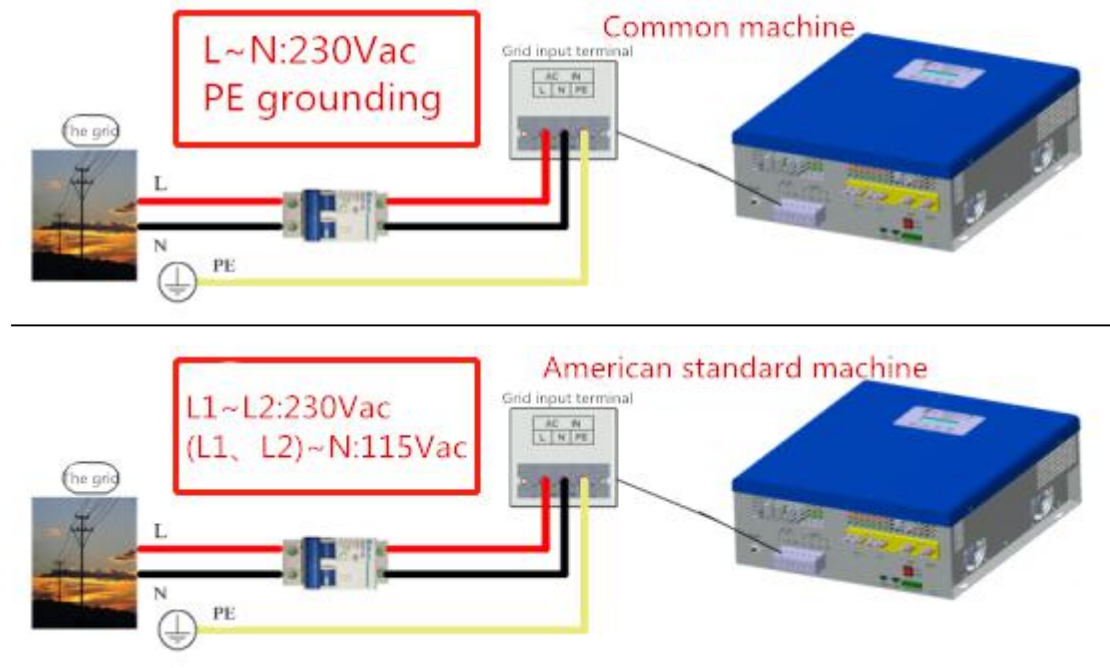 Common machine
L~N:230Vac
PE grounding
Grid input terminal
AC IN
L N PE
The grid
L
N
PE
American standard machine
L1~L2:230Vac
(L1、L2)~N:115Vac
Grid input terminal
AC IN
L N PE
The grid
L
N
PE